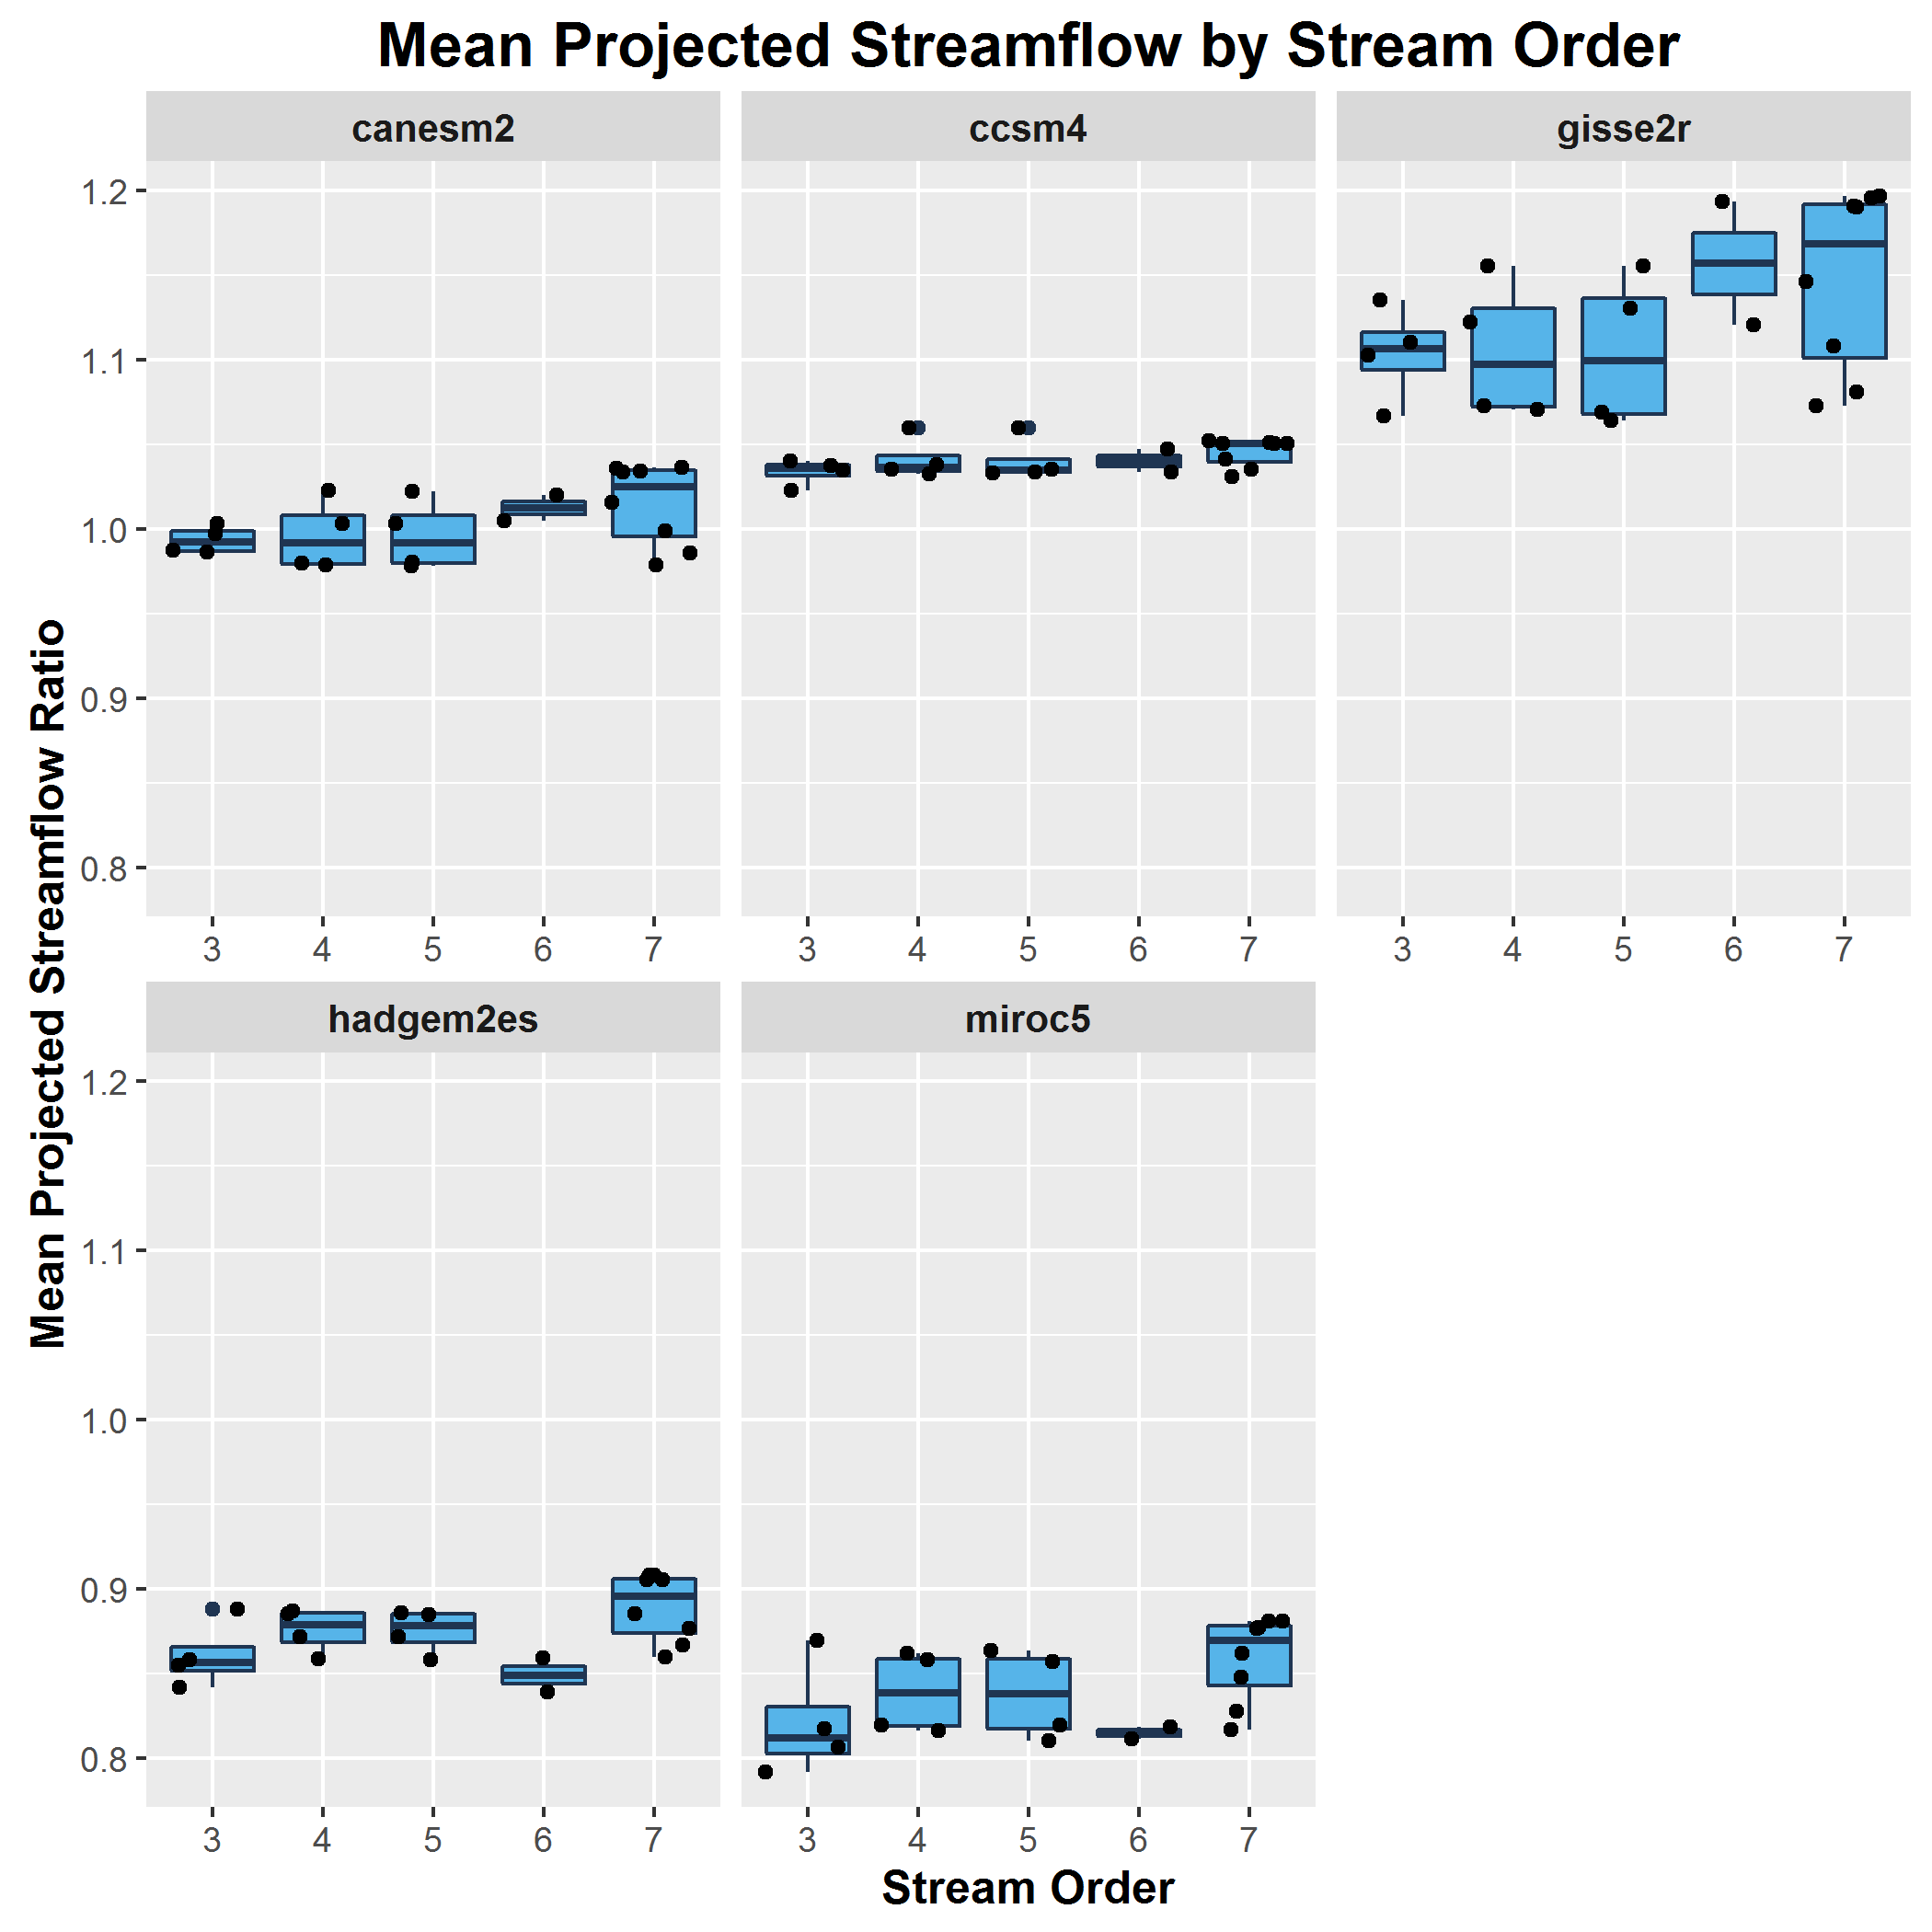 Mean Projected Streamflow by Stream Order
canesm2
ccsm4
gisse2r
Mean Projected Streamflow Ratio
1.2
1.1
1.0
0.9
0.8
3 4 5 6 7
3 4 5 6 7
3 4 5 6 7
hadgem2es
miroc5
1.2
1.1
1.0
0.9
0.8
3 4 5 6 7
3 4 5 6 7
Stream Order